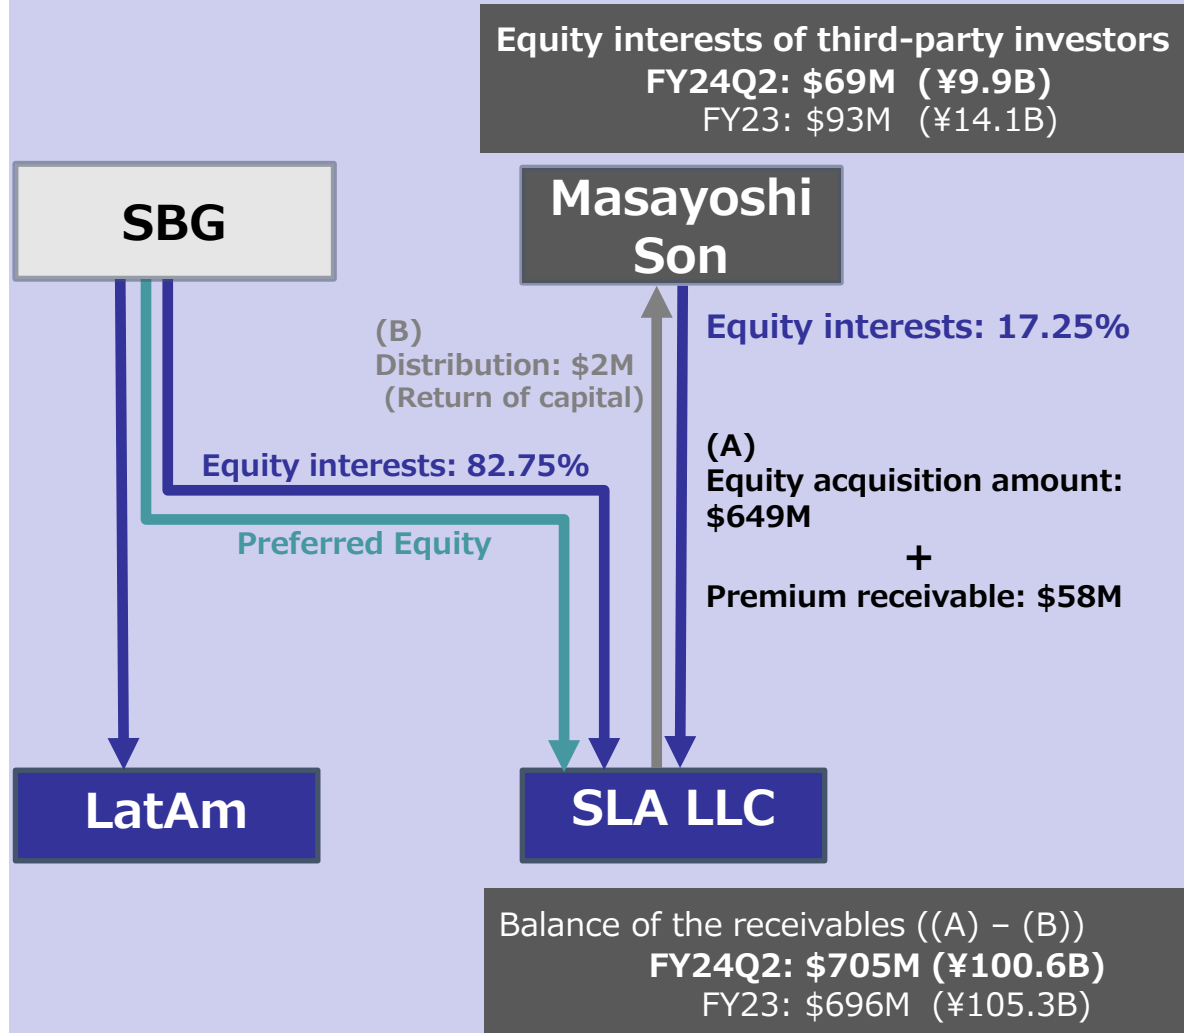 Equity interests of third-party investors
FY24Q2: $69M (¥9.9B)
FY23: $93M (¥14.1B)
SBG
Masayoshi
Son
Equity interests: 17.25%
(B)
Distribution: $2M
(Return of capital)
(A)
Equity acquisition amount:
$649M
+
Premium receivable: $58M
Equity interests: 82.75%
Preferred Equity
LatAm
SLA LLC
Balance of the receivables ((A) – (B))
FY24Q2: $705M (¥100.6B)
FY23: $696M (¥105.3B)